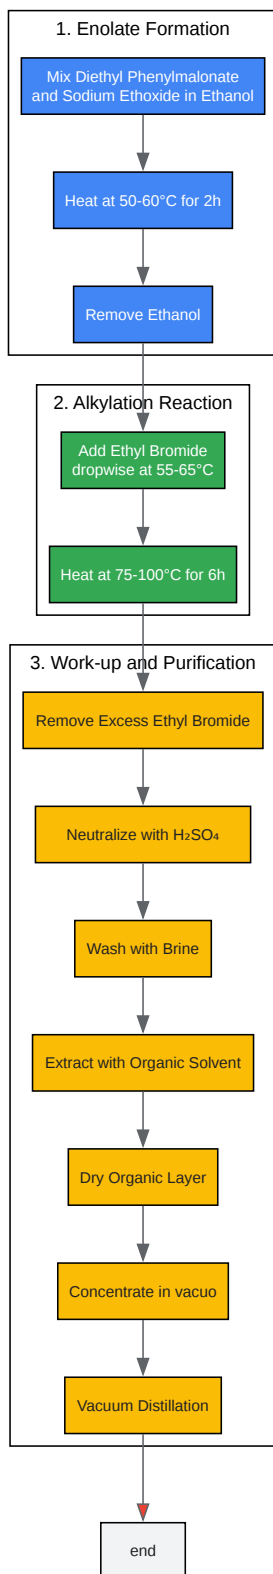 1. Enolate Formation
Mix Diethyl Phenylmalonate
and Sodium Ethoxide in Ethanol
Heat at 50-60°C for 2h
Remove Ethanol
2. Alkylation Reaction
Add Ethyl Bromide
dropwise at 55-65°C
Heat at 75-100°C for 6h
3. Work-up and Purification
Remove Excess Ethyl Bromide
Neutralize with H₂SO₄
Wash with Brine
Extract with Organic Solvent
Dry Organic Layer
Concentrate in vacuo
Vacuum Distillation
end